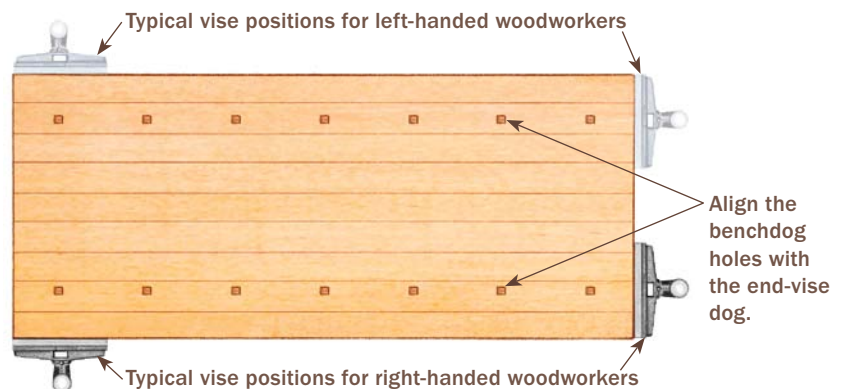 Typical vise positions for left-handed woodworkers
Align the
benchdog
holes with
the end-vise
dog.
Typical vise positions for right-handed woodworkers